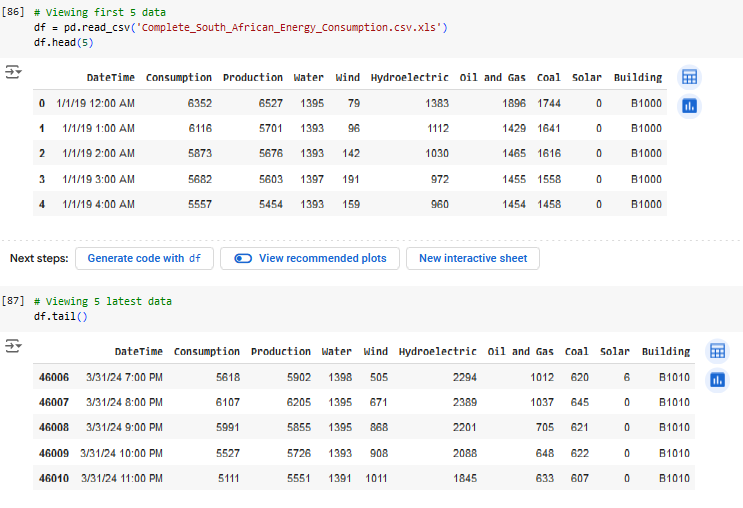 [86] # Viewing first 5 data
df = pd.read_csv('Complete_South_African_Energy_Consumption.csv.xls')
df.head(5)
DateTime Consumption Production Water Wind Hydroelectric Oil and Gas Coal Solar Building
0 1/1/19 12:00 AM 6352 6527 1395 79 1383 1896 1744 0 B1000
1 1/1/19 1:00 AM 6116 5701 1393 96 1112 1429 1641 0 B1000
2 1/1/19 2:00 AM 5873 5676 1393 142 1030 1465 1616 0 B1000
3 1/1/19 3:00 AM 5682 5603 1397 191 972 1455 1558 0 B1000
4 1/1/19 4:00 AM 5557 5454 1393 159 960 1454 1458 0 B1000
Next steps: Generate code with df View recommended plots New interactive sheet
[87] # Viewing 5 latest data
df.tail()
DateTime Consumption Production Water Wind Hydroelectric Oil and Gas Coal Solar Building
46006 3/31/24 7:00 PM 5618 5902 1398 505 2294 1012 620 6 B1010
46007 3/31/24 8:00 PM 6107 6205 1395 671 2389 1037 645 0 B1010
46008 3/31/24 9:00 PM 5991 5855 1395 868 2201 705 621 0 B1010
46009 3/31/24 10:00 PM 5527 5726 1393 908 2088 648 622 0 B1010
46010 3/31/24 11:00 PM 5111 5551 1391 1011 1845 633 607 0 B1010